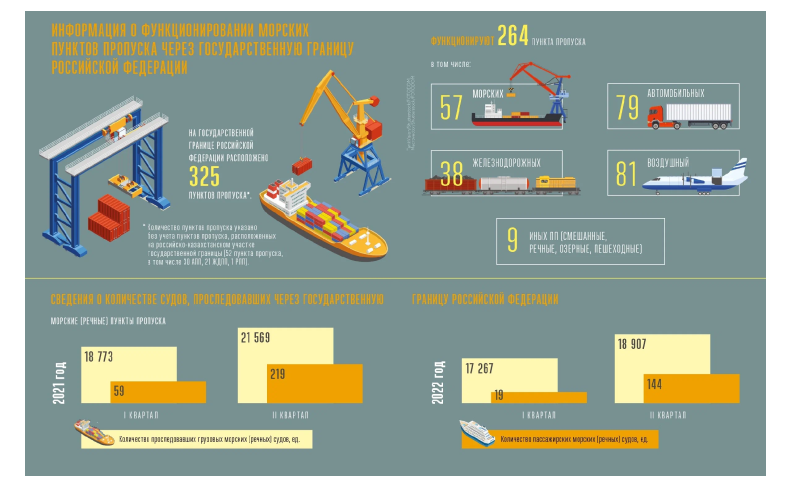 ИНФОРМАЦИЯ О ФУНКЦИОНИРОВАНИИ МОРСКИХ
ПУНКТОВ ПРОПУСКА ЧЕРЕЗ ГОСУДАРСТВЕННУЮ ГРАНИЦУ
РОССИЙСКОЙ ФЕДЕРАЦИИ
НА ГОСУДАРСТВЕННОЙ
ГРАНИЦЕ РОССИЙСКОЙ
ФЕДЕРАЦИИ РАСПОЛОЖЕНО
325
ПУНКТОВ ПРОПУСКА*.
* Количество пунктов пропуска указано
без учета пунктов пропуска, расположенных
на российско-казахстанском участке
государственной границы (52 пункта пропуска,
в том числе 30 АПП, 21 ЖДПП, 1 РПП).
ФУНКЦИОНИРУЮТ 264 ПУНКТА ПРОПУСКА
В ТОМ ЧИСЛЕ:
57 МОРСКИХ
79 АВТОМОБИЛЬНЫХ
38 ЖЕЛЕЗНОДОРОЖНЫХ
81 ВОЗДУШНЫЙ
9 ИНЫХ ПП (СМЕШАННЫЕ,
РЕЧНЫЕ, ОЗЕРНЫЕ, ПЕШЕХОДНЫЕ)
СВЕДЕНИЯ О КОЛИЧЕСТВЕ СУДОВ, ПРОСЛЕДОВАВШИХ ЧЕРЕЗ ГОСУДАРСТВЕННУЮ ГРАНИЦУ РОССИЙСКОЙ ФЕДЕРАЦИИ
МОРСКИЕ (РЕЧНЫЕ) ПУНКТЫ ПРОПУСКА
2021 год
18 773
59
I КВАРТАЛ
21 569
219
II КВАРТАЛ
2022 год
17 267
19
I КВАРТАЛ
18 907
144
II КВАРТАЛ
Количество проследовавших грузовых морских (речных) судов, ед.
Количество пассажирских морских (речных) судов, ед.